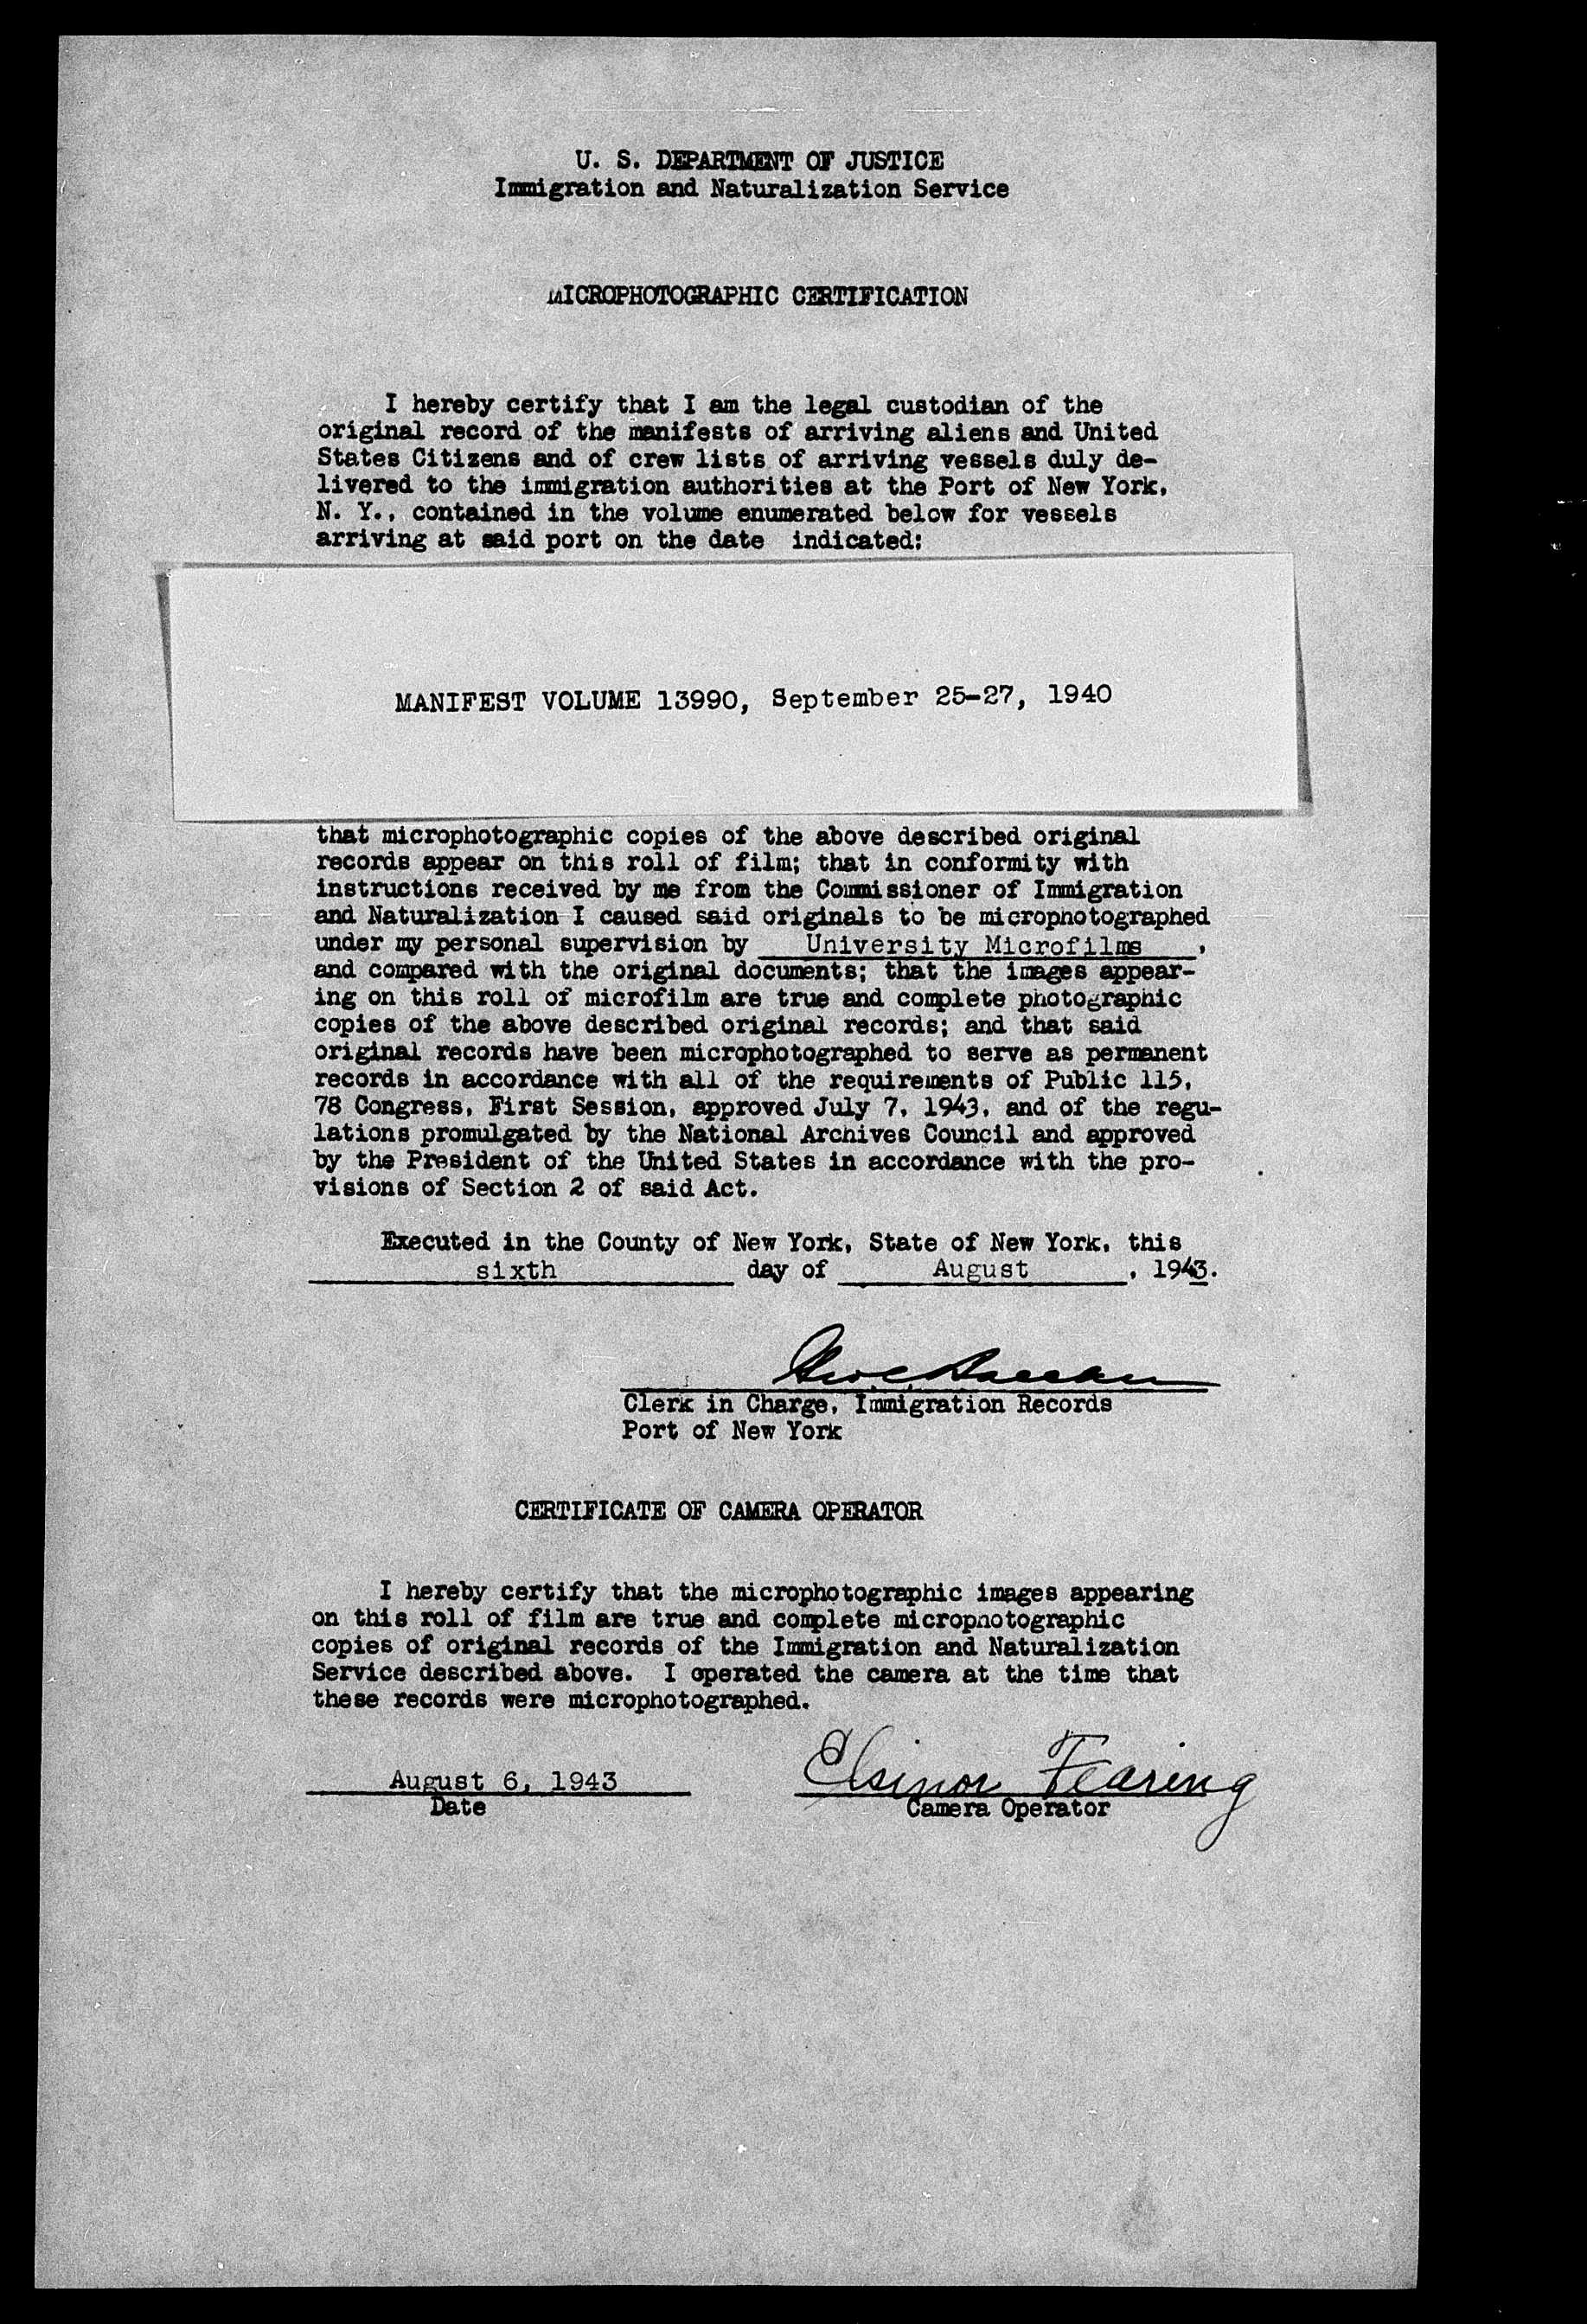 U. S. DEPARTMENT OF JUSTICE
Immigration and Naturalization Service
MICROPHOTOGRAPHIC CERTIFICATION
I hereby certify that I am the legal custodian of the
original record of the manifests of arriving aliens and United
States Citizens and of crew lists of arriving vessels duly de-
livered to the immigration authorities at the Port of New York,
N. Y., contained in the volume enumerated below for vessels
arriving at said port on the date indicated:
MANIFEST VOLUME 13990, September 25-27, 1940
that microphotographic copies of the above described original
records appear on this roll of film; that in conformity with
instructions received by me from the Commissioner of Immigration
and Naturalization I caused said originals to be microphotographed
under my personal supervision by University Microfilms,
and compared with the original documents; that the images appear-
ing on this roll of microfilm are true and complete photographic
copies of the above described original records; and that said
original records have been microphotographed to serve as permanent
records in accordance with all of the requirements of Public 115,
78 Congress, First Session, approved July 7, 1943, and of the regu-
lations promulgated by the National Archives Council and approved
by the President of the United States in accordance with the pro-
visions of Section 2 of said Act.
Executed in the County of New York, State of New York, this
sixth day of August, 1943.
Clerk in Charge, Immigration Records
Port of New York
CERTIFICATE OF CAMERA OPERATOR
I hereby certify that the microphotographic images appearing
on this roll of film are true and complete microphotographic
copies of original records of the Immigration and Naturalization
Service described above. I operated the camera at the time that
these records were microphotographed.
August 6, 1943 Elsinor Fearing
Date Camera Operator